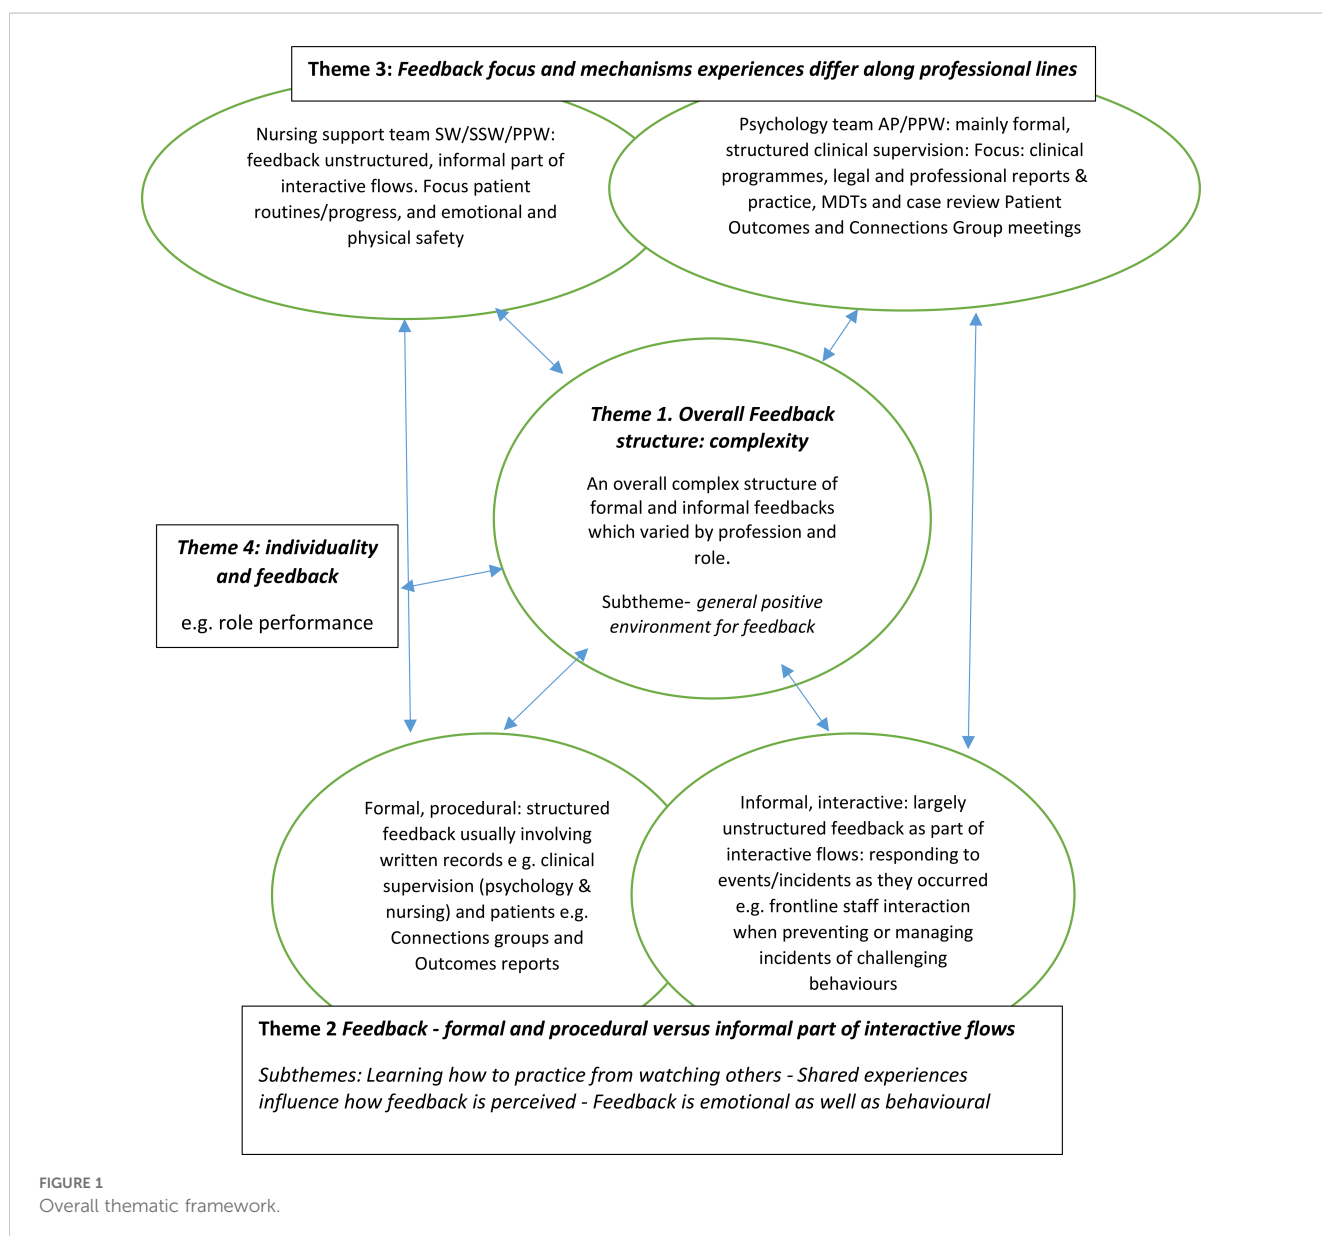 Theme 3: Feedback focus and mechanisms experiences differ along professional lines
Nursing support team SW/SSW/PPW:
feedback unstructured, informal part of
interactive flows. Focus patient
routines/progress, and emotional and
physical safety
Psychology team AP/PPW: mainly formal,
structured clinical supervision: Focus: clinical
programmes, legal and professional reports &
practice, MDTs and case review Patient
Outcomes and Connections Group meetings
Theme 1. Overall Feedback
structure: complexity
An overall complex structure of
formal and informal feedbacks
which varied by profession and
role.
Subtheme- general positive
environment for feedback
Theme 4: individuality
and feedback
e.g. role performance
Formal, procedural: structured
feedback usually involving
written records e g. clinical
supervision (psychology &
nursing) and patients e.g.
Connections groups and
Outcomes reports
Informal, interactive: largely
unstructured feedback as part of
interactive flows: responding to
events/incidents as they occurred
e.g. frontline staff interaction
when preventing or managing
incidents of challenging
behaviours
Theme 2 Feedback - formal and procedural versus informal part of interactive flows
Subthemes: Learning how to practice from watching others - Shared experiences
influence how feedback is perceived - Feedback is emotional as well as behavioural
FIGURE 1
Overall thematic framework.